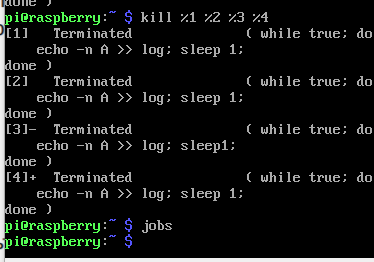 done )
pi@raspberry:~ $ kill %1 %2 %3 %4
[1]   Terminated              ( while true; do
    echo -n A >> log; sleep 1;
done )
[2]   Terminated              ( while true; do
    echo -n A >> log; sleep 1;
done )
[3]-  Terminated              ( while true; do
    echo -n A >> log; sleep1;
done )
[4]+  Terminated              ( while true; do
    echo -n A >> log; sleep 1;
done )
pi@raspberry:~ $ jobs
pi@raspberry:~ $